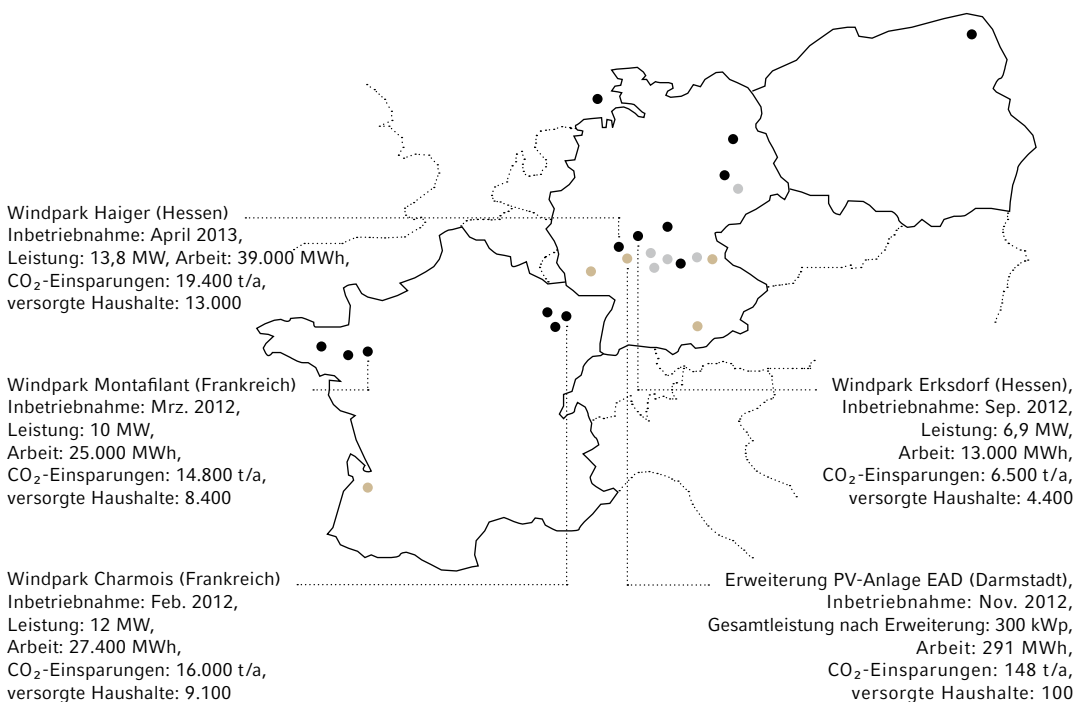 Windpark Haiger (Hessen)
Inbetriebnahme: April 2013,
Leistung: 13,8 MW, Arbeit: 39.000 MWh,
CO₂-Einsparungen: 19.400 t/a,
versorgte Haushalte: 13.000
Windpark Montafilant (Frankreich)
Inbetriebnahme: Mrz. 2012,
Leistung: 10 MW,
Arbeit: 25.000 MWh,
CO₂-Einsparungen: 14.800 t/a,
versorgte Haushalte: 8.400
Windpark Erksdorf (Hessen),
Inbetriebnahme: Sep. 2012,
Leistung: 6,9 MW,
Arbeit: 13.000 MWh,
CO₂-Einsparungen: 6.500 t/a,
versorgte Haushalte: 4.400
Windpark Charmois (Frankreich)
Inbetriebnahme: Feb. 2012,
Leistung: 12 MW,
Arbeit: 27.400 MWh,
CO₂-Einsparungen: 16.000 t/a,
versorgte Haushalte: 9.100
Erweiterung PV-Anlage EAD (Darmstadt),
Inbetriebnahme: Nov. 2012,
Gesamtleistung nach Erweiterung: 300 kWp,
Arbeit: 291 MWh,
CO₂-Einsparungen: 148 t/a,
versorgte Haushalte: 100